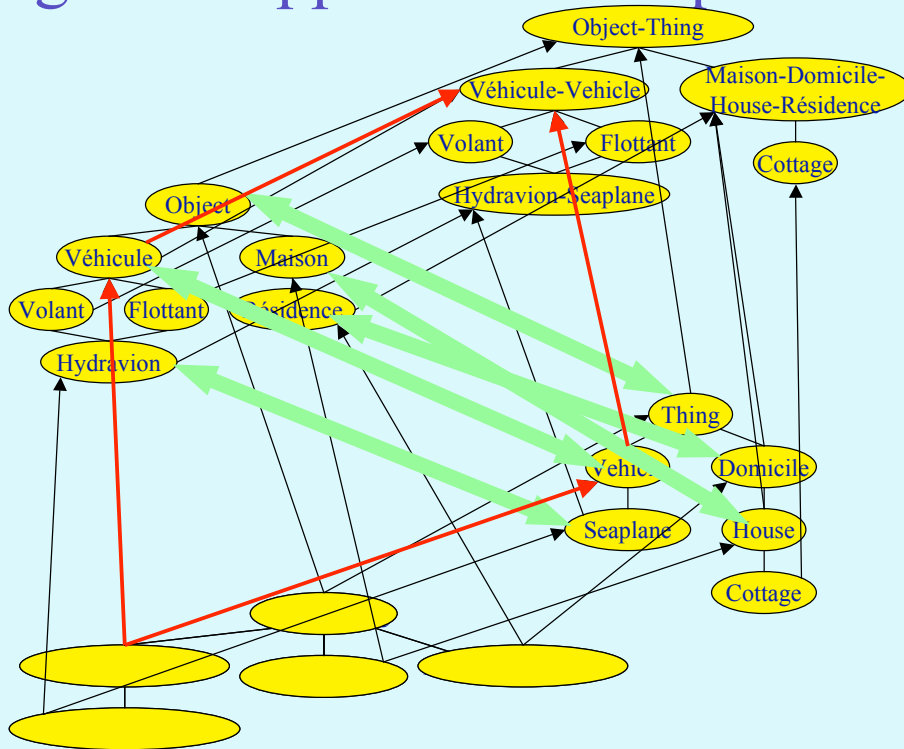 Object-Thing
Véhicule-Vehicle
Maison-Domicile-
House-Résidence
Volant
Flottant
Cottage
Hydravion-Seaplane
Object
Véhicule
Maison
Volant
Flottant
Résidence
Hydravion
Thing
Vehicle
Domicile
Seaplane
House
Cottage